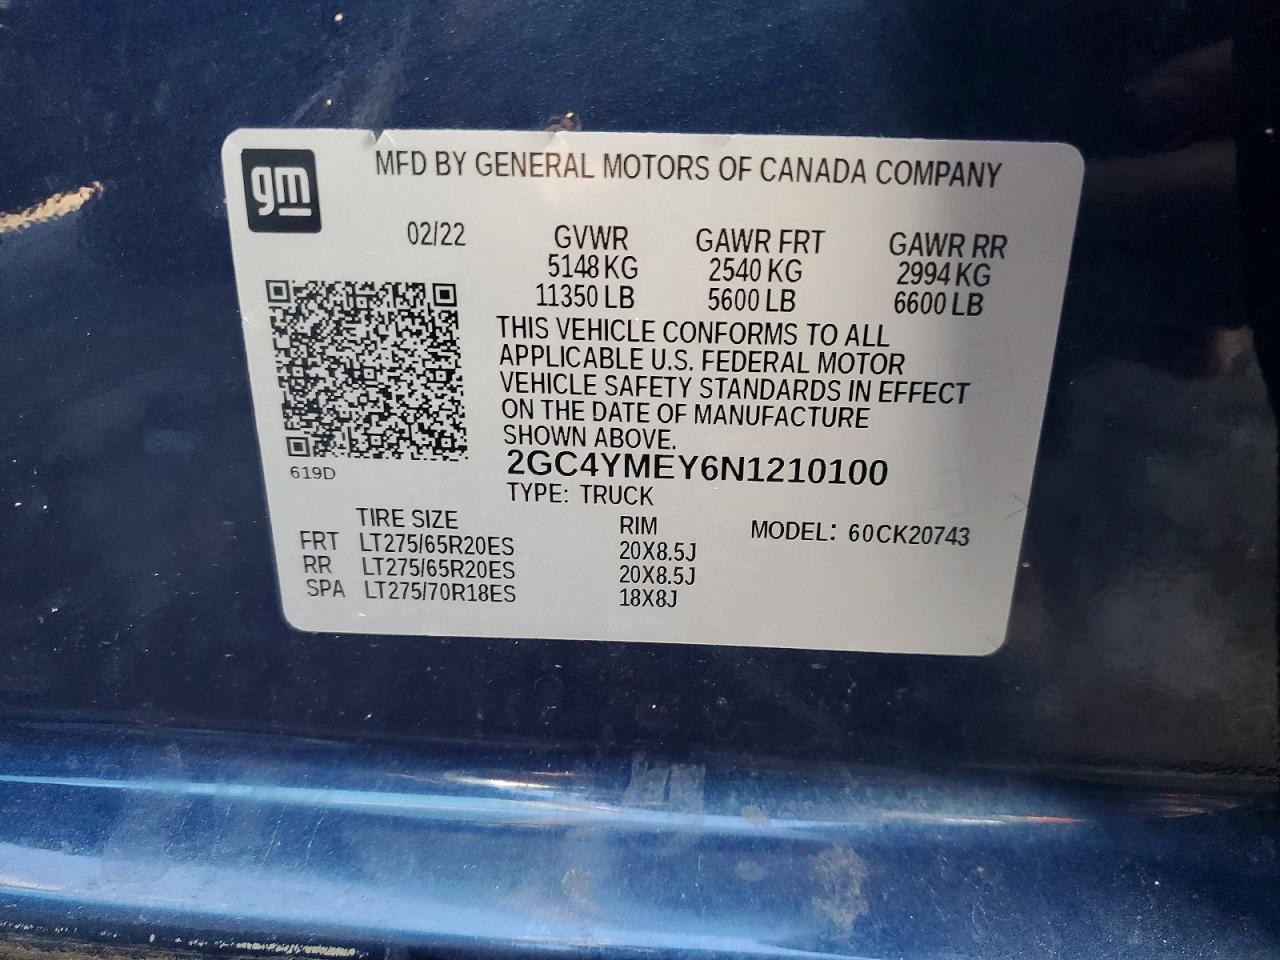 gm
MFD BY GENERAL MOTORS OF CANADA COMPANY
02/22 GVWR GAWR FRT GAWR RR
5148 KG 2540 KG 2994 KG
11350 LB 5600 LB 6600 LB
THIS VEHICLE CONFORMS TO ALL
APPLICABLE U.S. FEDERAL MOTOR
VEHICLE SAFETY STANDARDS IN EFFECT
ON THE DATE OF MANUFACTURE
SHOWN ABOVE.
619D
2GC4YMEY6N1210100
TYPE: TRUCK
TIRE SIZE RIM MODEL: 60CK20743
FRT LT275/65R20ES 20X8.5J
RR LT275/65R20ES 20X8.5J
SPA LT275/70R18ES 18X8J